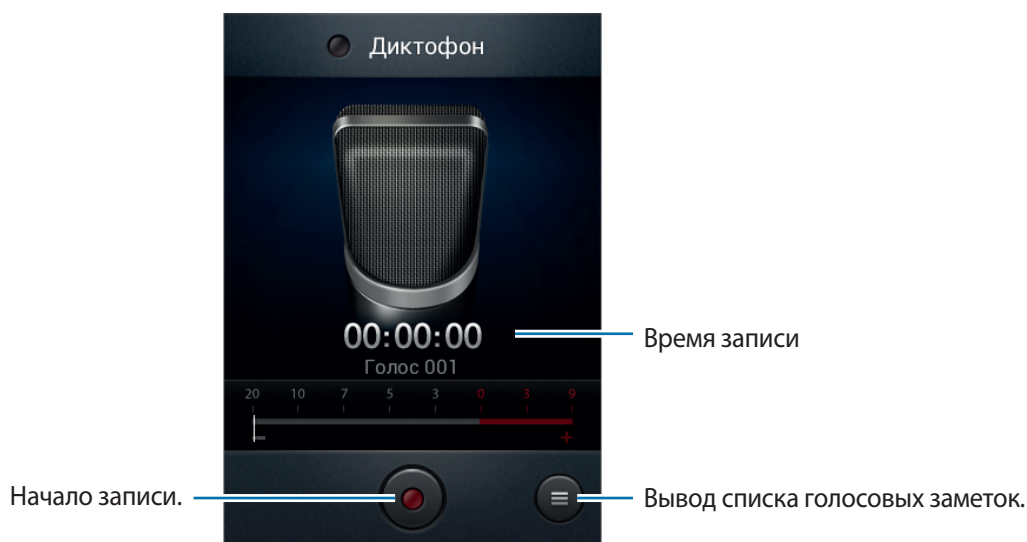 Диктофон
00:00:00
Время записи
Голос 001
20 10 7 5 3 0 3 9
− +
Начало записи.
Вывод списка голосовых заметок.